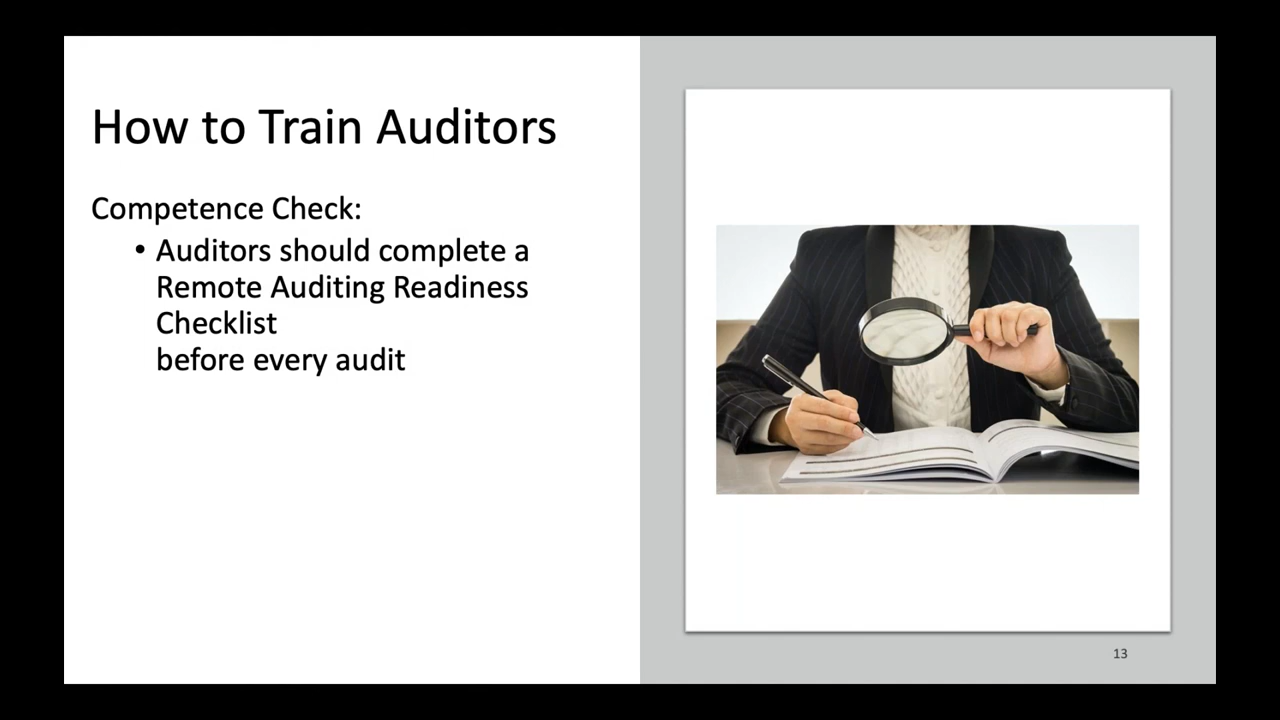 How to Train Auditors
Competence Check:
• Auditors should complete a
Remote Auditing Readiness
Checklist
before every audit
13